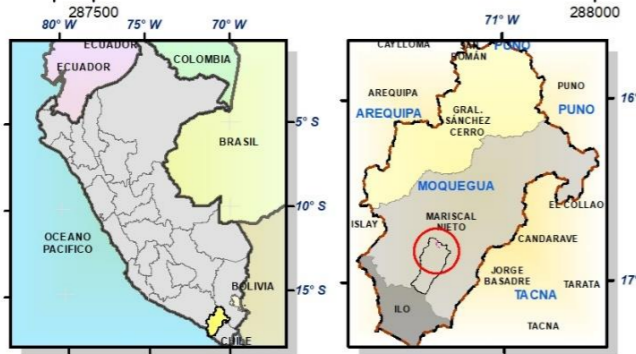 287500
80° W 75° W 70° W
ECUADOR
ECUADOR
COLOMBIA
5° S
BRASIL
10° S
OCEANO
PACIFICO
BOLIVIA
15° S
CHILE
288000
71° W
CAYLLOMA
SAN
ROMÁN
PUNO
AREQUIPA
PUNO
16°
AREQUIPA
GRAL.
SÁNCHEZ
CERRO
PUNO
MOQUEGUA
EL COLLAO
ISLAY
MARISCAL
NIETO
CANDARAVE
JORGE
BASADRE
17°
TARATA
TACNA
ILO
TACNA